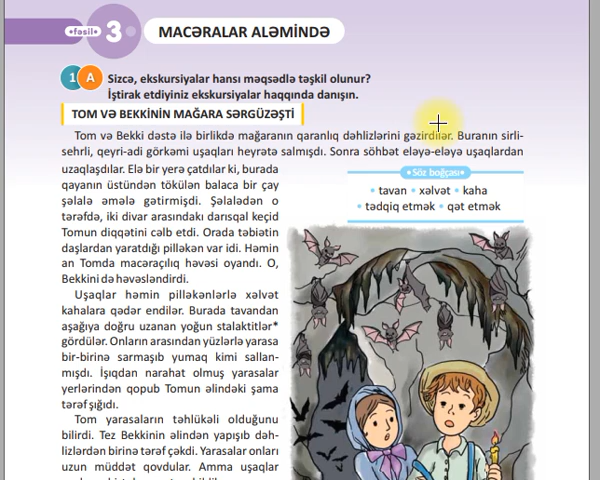 fəsil 3 MACƏRALAR ALƏMİNDƏ
1 A Sizcə, ekskursiyalar hansı məqsədlə təşkil olunur?
İştirak etdiyiniz ekskursiyalar haqqında danışın.
TOM VƏ BEKKİNİN MAĞARA SƏRGÜZƏŞTİ
Tom və Bekki dəstə ilə birlikdə mağaranın qaranlıq dəhlizlərini gəzirdilər. Buranın sirli-
sehrli, qeyri-adi görkəmi uşaqları heyrətə salmışdı. Sonra söhbət eləyə-eləyə uşaqlardan
uzaqlaşdılar. Elə bir yerə çatdılar ki, burada
qayanın üstündən tökülən balaca bir çay
şəlalə əmələ gətirmişdi. Şəlalədən o
tərəfdə, iki divar arasındakı darısqal keçid
Tomun diqqətini cəlb etdi. Orada təbiətin
daşlardan yaratdığı pilləkən var idi. Həmin
an Tomda macəraçılıq həvəsi oyandı. O,
Bekkini də həvəsləndirdi.
Uşaqlar həmin pilləkənlərlə xəlvət
kahalara qədər endilər. Burada tavandan
aşağıya doğru uzanan yoğun stalaktitlər*
gördülər. Onların arasından yüzlərlə yarasa
bir-birinə sarmaşıb yumaq kimi sallan-
mışdı. İşıqdan narahat olmuş yarasalar
yerlərindən qopub Tomun əlindəki şama
tərəf şığıdı.
Tom yarasaların təhlükəli olduğunu
bilirdi. Tez Bekkinin əlindən yapışıb dəh-
lizlərdən birinə tərəf çəkdi. Yarasalar onları
uzun müddət qovdular. Amma uşaqlar
Söz boğçası
• tavan • xəlvət • kaha
• tədqiq etmək • qət etmək